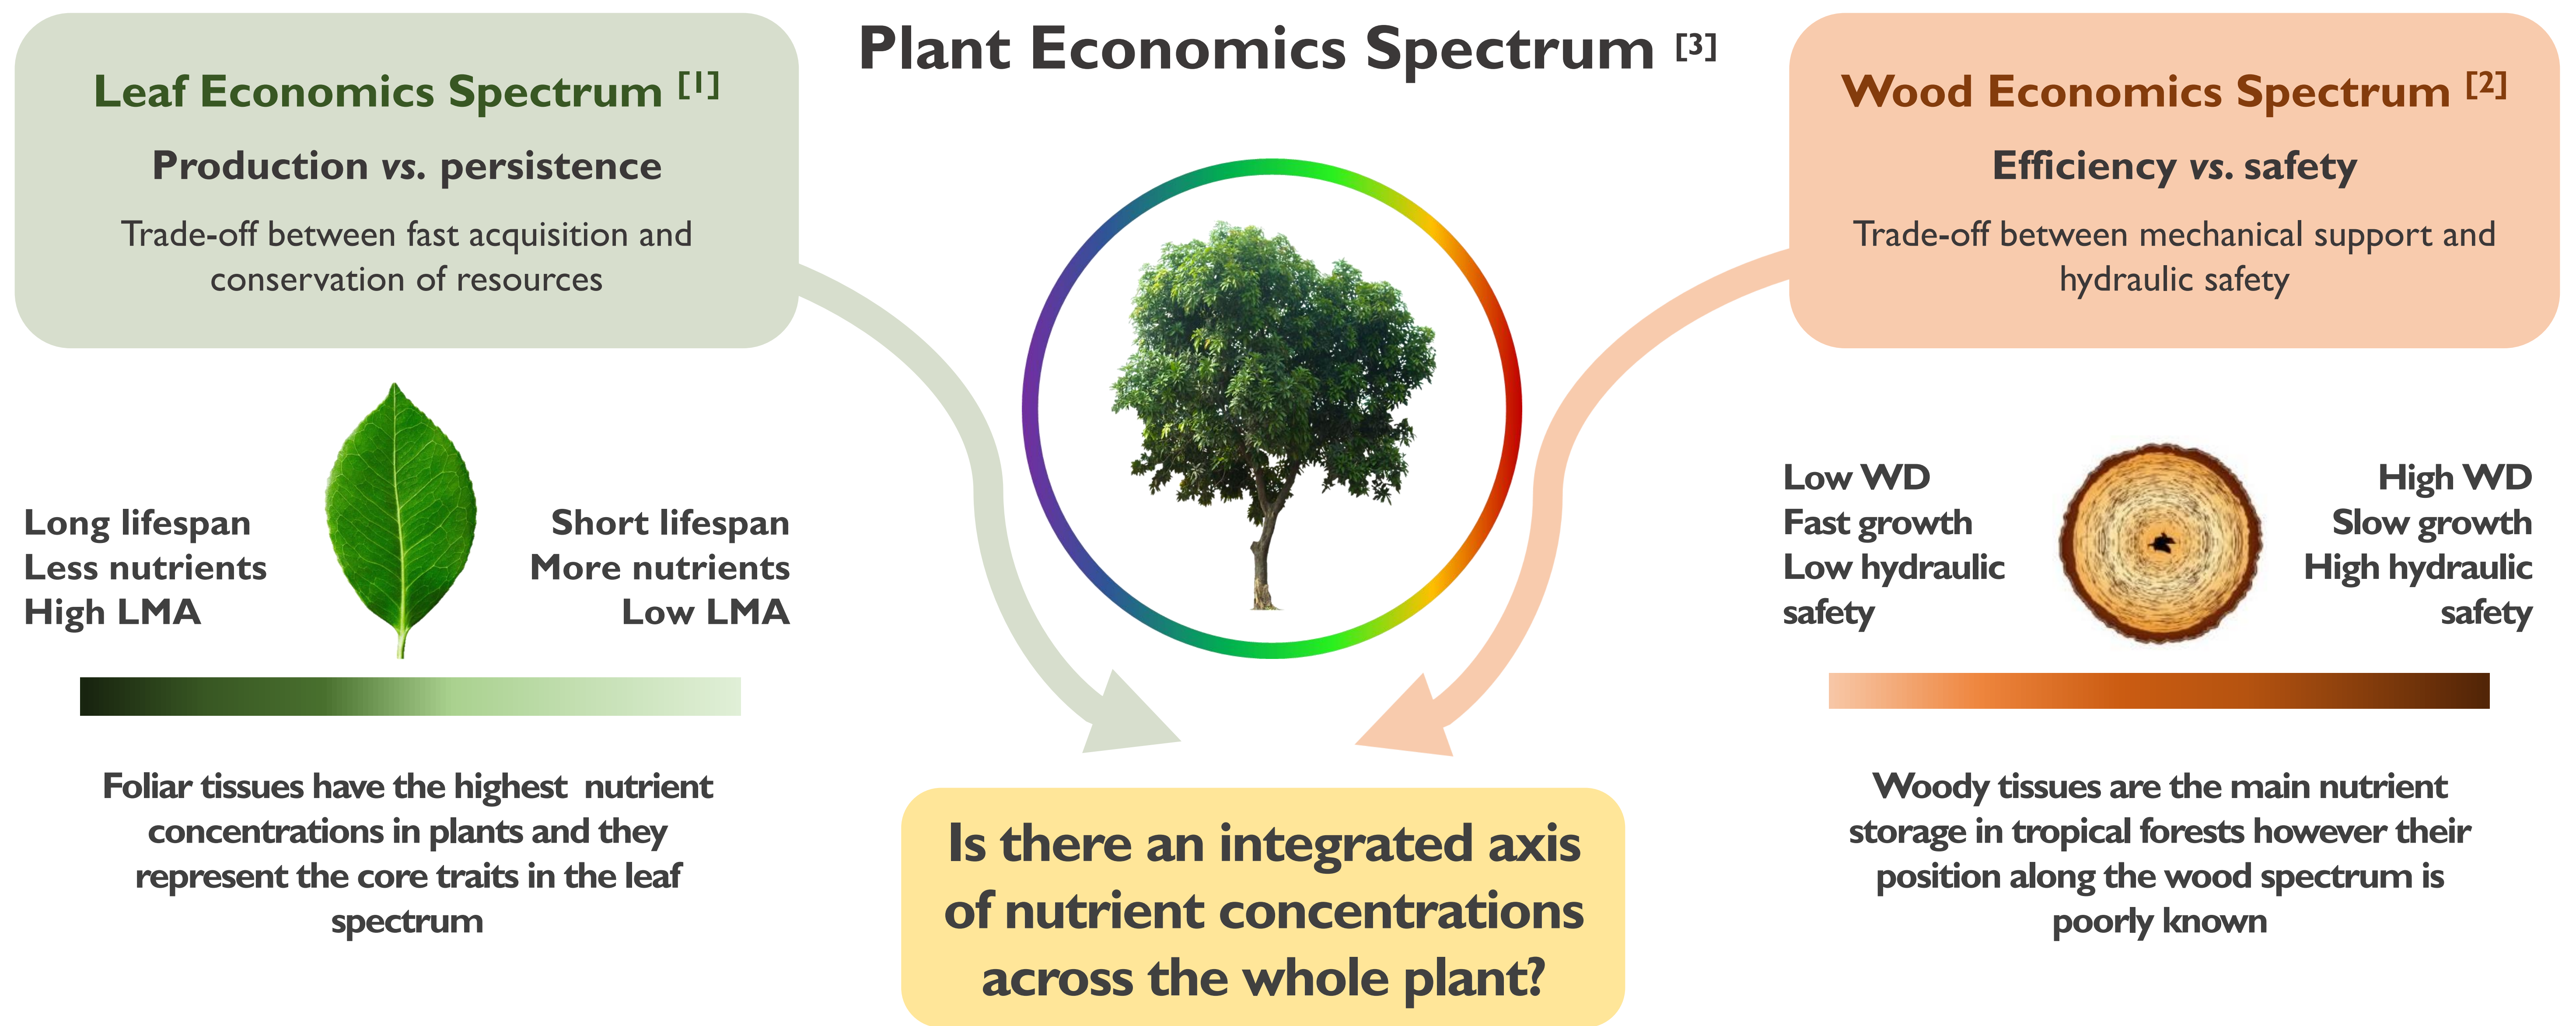 Plant Economics Spectrum [3]
Leaf Economics Spectrum [1]
Production vs. persistence
Trade-off between fast acquisition and
conservation of resources
Long lifespan
Less nutrients
High LMA
Short lifespan
More nutrients
Low LMA
Foliar tissues have the highest nutrient
concentrations in plants and they
represent the core traits in the leaf
spectrum
Wood Economics Spectrum [2]
Efficiency vs. safety
Trade-off between mechanical support and
hydraulic safety
Low WD
Fast growth
Low hydraulic
safety
High WD
Slow growth
High hydraulic
safety
Woody tissues are the main nutrient
storage in tropical forests however their
position along the wood spectrum is
poorly known
Is there an integrated axis
of nutrient concentrations
across the whole plant?